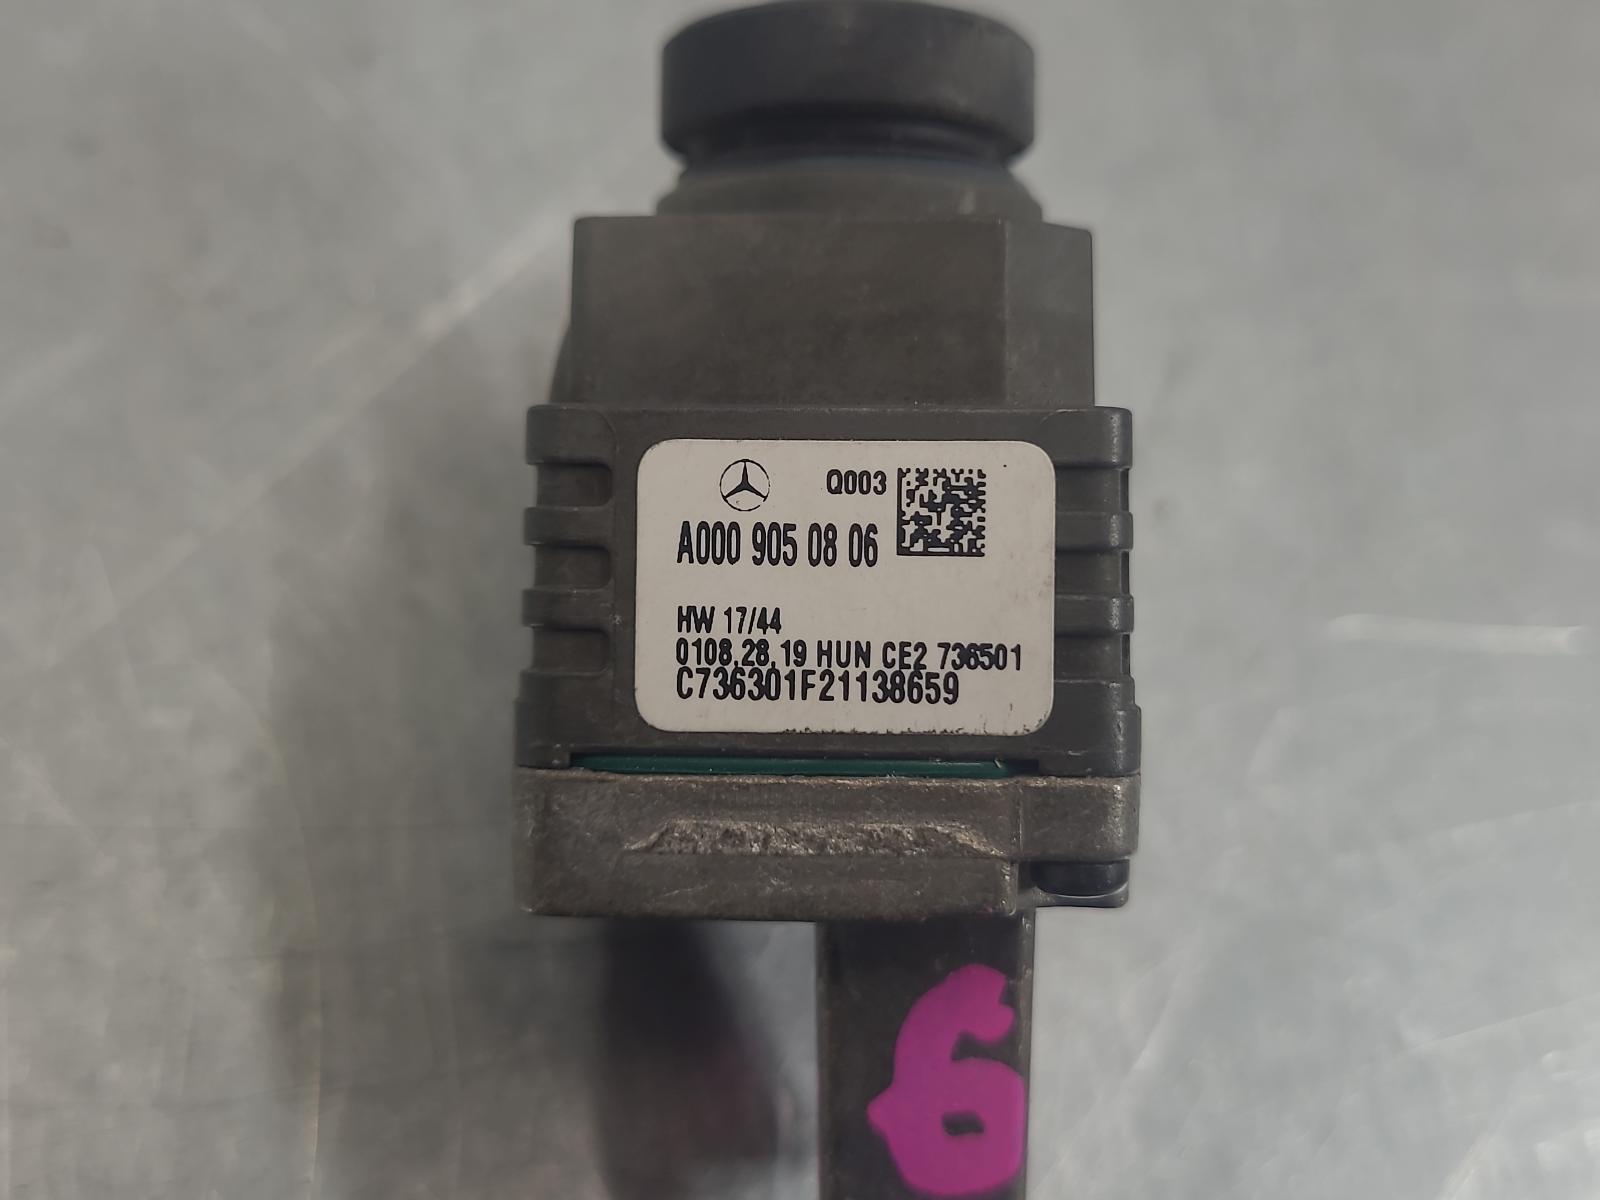 Q003
A000 905 08 06
HW 17/44
0108.28.19 HUN CE2 736501
C736301F21138659
6